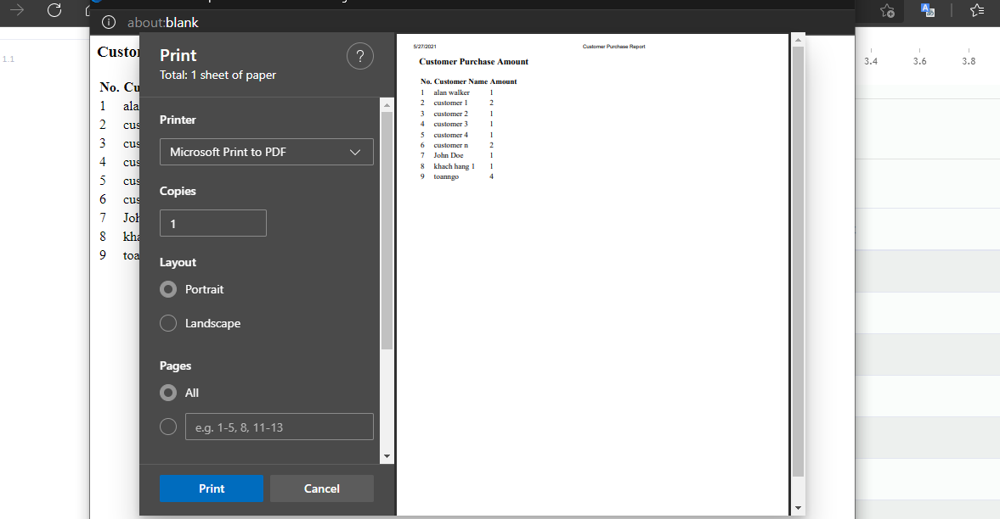 about:blank
1.1
3.4 3.6 3.8
Custo
No. Cu
1 ala
2 cus
3 cus
4 cus
5 cus
6 cus
7 Joh
8 kha
9 toa
Print
?
Total: 1 sheet of paper
Printer
Microsoft Print to PDF
Copies
1
Layout
Portrait
Landscape
Pages
All
e.g. 1-5, 8, 11-13
Print Cancel
5/27/2021 Customer Purchase Report
Customer Purchase Amount
No. Customer Name Amount
1 alan walker 1
2 customer 1 2
3 customer 2 1
4 customer 3 1
5 customer 4 1
6 customer n 2
7 John Doe 1
8 khach hang 1 1
9 toanngo 4